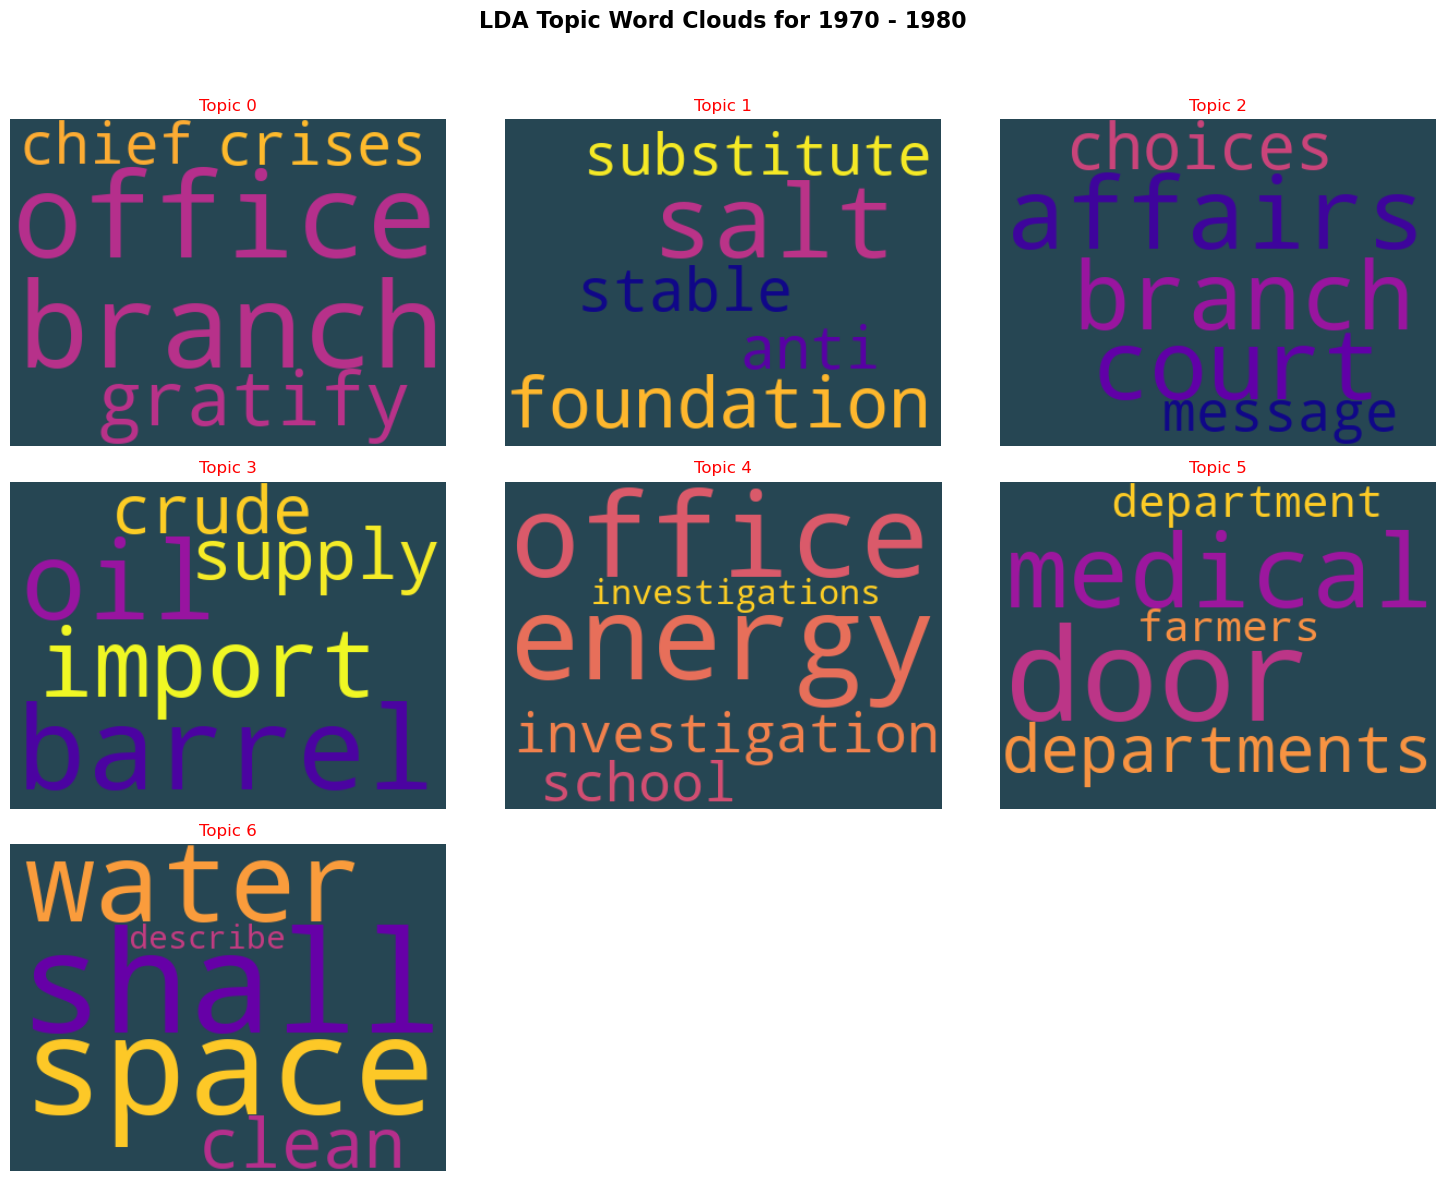 LDA Topic Word Clouds for 1970 - 1980
Topic 0
chief crises
office
branch
gratify
Topic 1
substitute
salt
stable
anti
foundation
Topic 2
choices
affairs
branch
court
message
Topic 3
crude
supply
oil
import
barrel
Topic 4
office
investigations
energy
investigation
school
Topic 5
department
medical
farmers
door
departments
Topic 6
water
describe
shall
space
clean